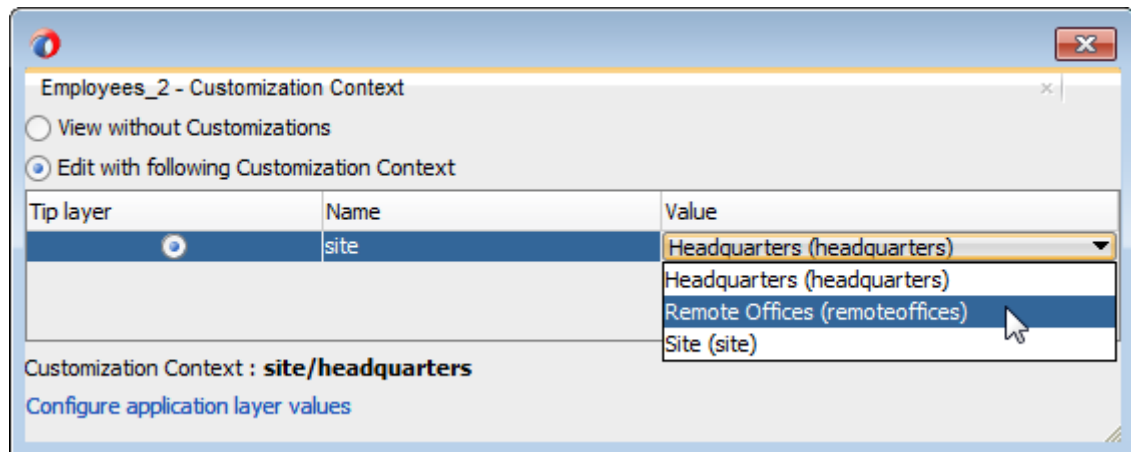 Employees_2 - Customization Context
View without Customizations
Edit with following Customization Context
Tip layer Name Value
site Headquarters (headquarters)
Headquarters (headquarters)
Remote Offices (remoteoffices)
Site (site)
Customization Context : site/headquarters
Configure application layer values